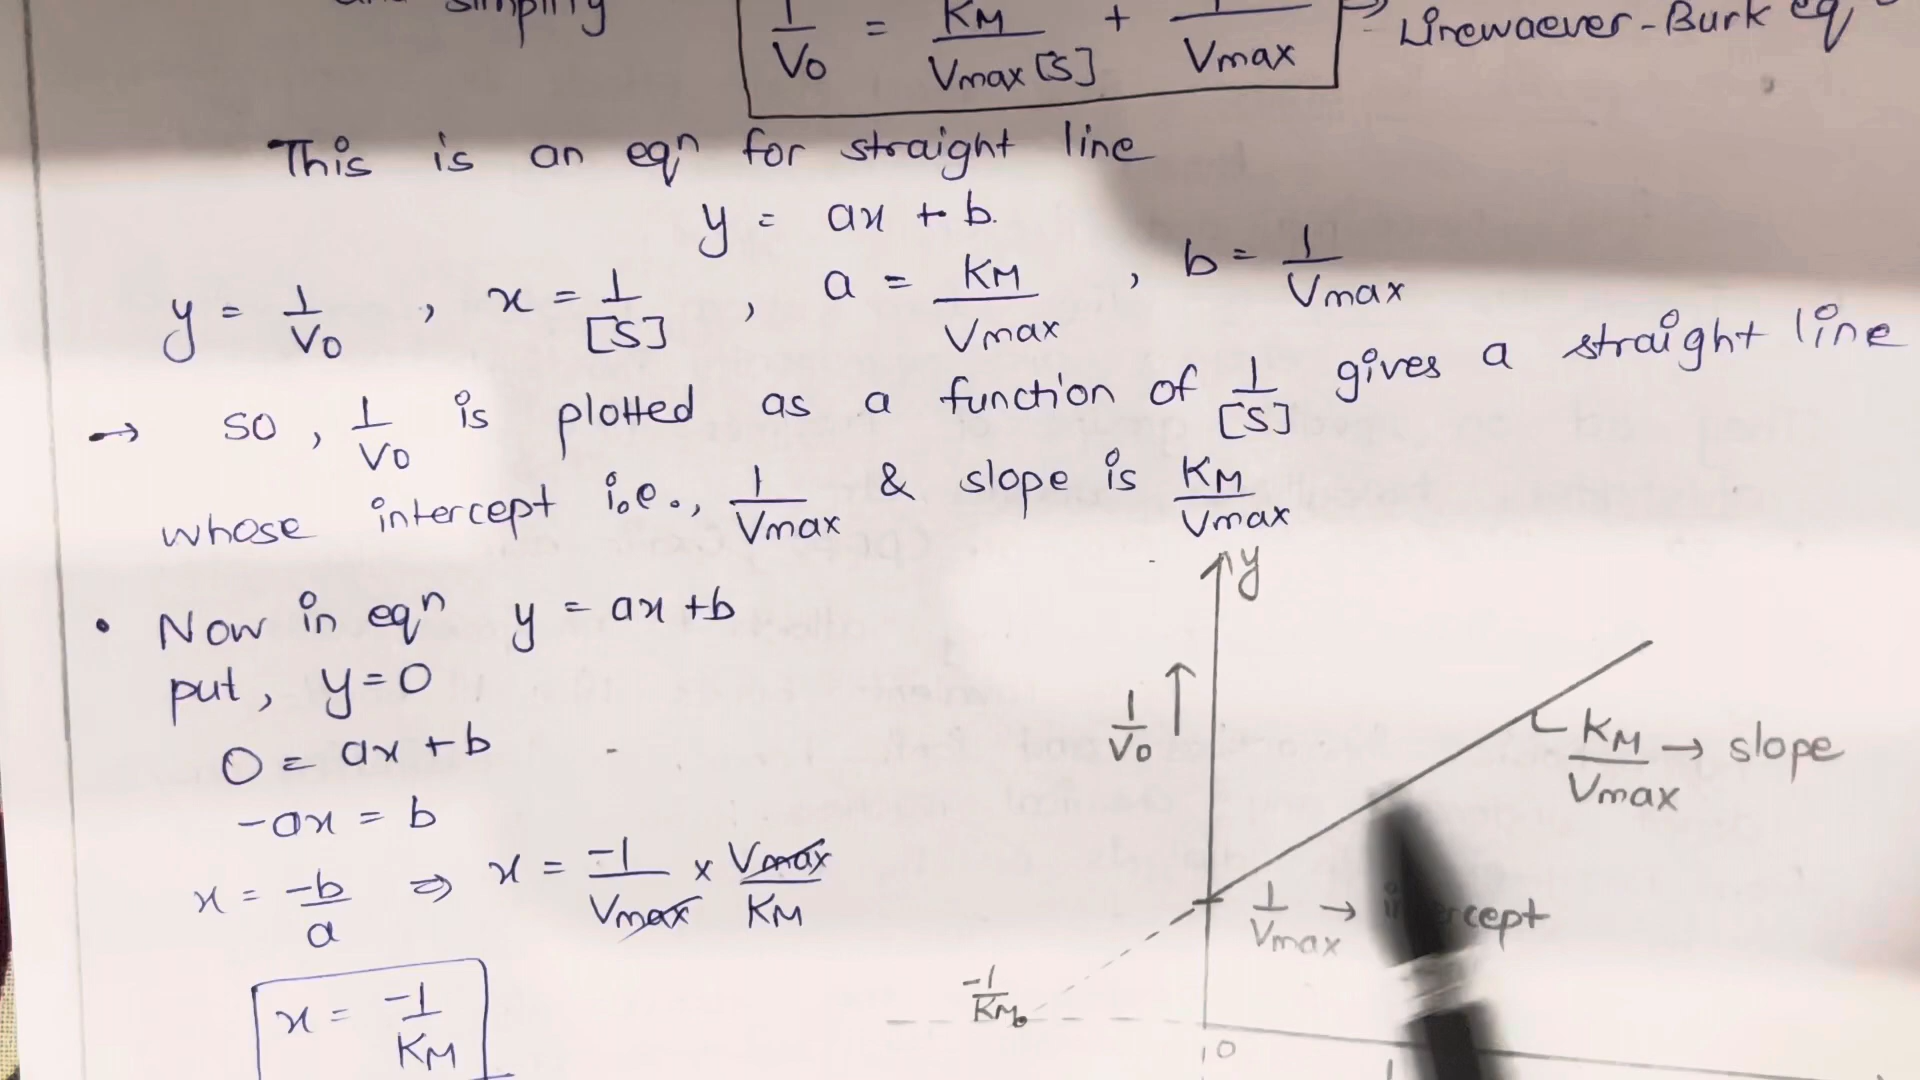 and simplify 1/V0 = KM/Vmax[S] + 1/Vmax → Linewaever-Burk eqn
This is an eqn for straight line
y = ax + b.
y = 1/V0 , x = 1/[S] , a = KM/Vmax , b = 1/Vmax
→ so, 1/V0 is plotted as a function of 1/[S] gives a straight line
whose intercept i.e., 1/Vmax & slope is KM/Vmax
• Now in eqn y = ax + b
put, y=0
0 = ax + b
-ax = b
x = -b/a ⇒ x = -1/Vmax × Vmax/KM
x = -1/KM
y
1/V0 ↑
KM/Vmax → slope
1/Vmax →
-1/KM
0